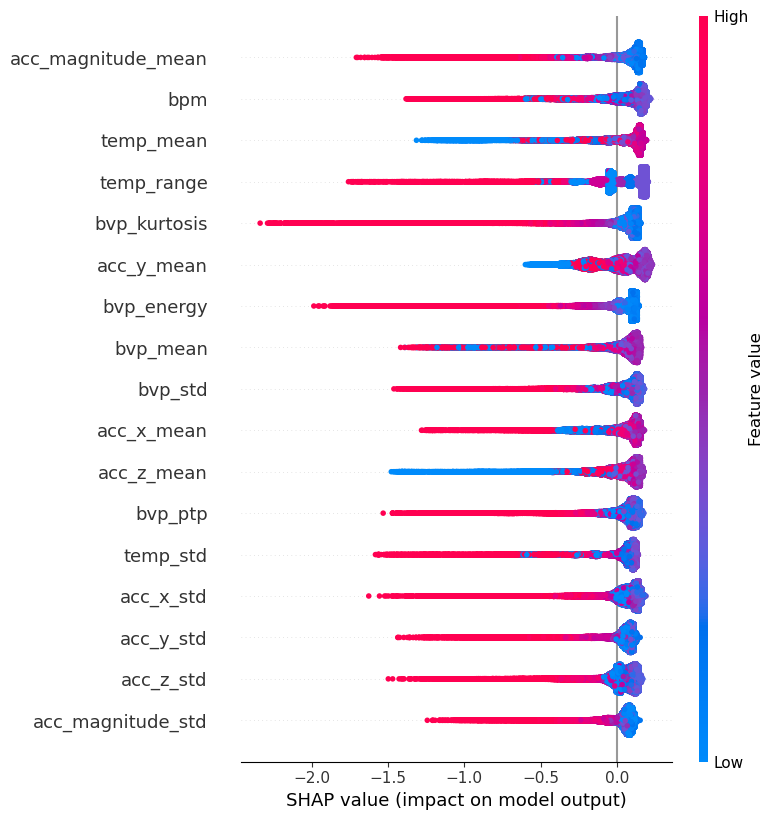 High
acc_magnitude_mean
bpm
temp_mean
temp_range
bvp_kurtosis
acc_y_mean
bvp_energy
bvp_mean
bvp_std
acc_x_mean
acc_z_mean
bvp_ptp
temp_std
acc_x_std
acc_y_std
acc_z_std
acc_magnitude_std
Feature value
Low
−2.0 −1.5 −1.0 −0.5 0.0
SHAP value (impact on model output)